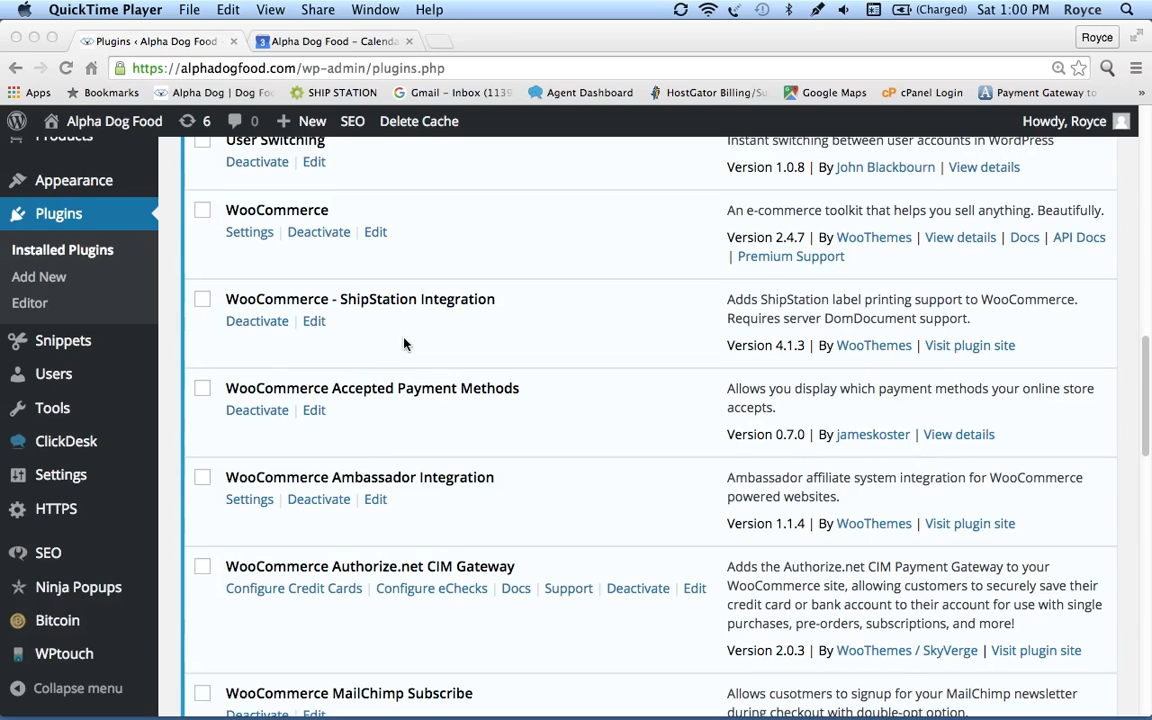 QuickTime Player File Edit View Share Window Help (Charged) Sat 1:00 PM Royce
Plugins ‹ Alpha Dog Food × 3 Alpha Dog Food – Calenda × Royce
https://alphadogfood.com/wp-admin/plugins.php
Apps Bookmarks Alpha Dog | Dog Fo SHIP STATION Gmail – Inbox (1139 Agent Dashboard HostGator Billing/Su Google Maps cP cPanel Login A Payment Gateway to »
Alpha Dog Food 6 0 New SEO Delete Cache Howdy, Royce
Products
Appearance
Plugins
Installed Plugins
Add New
Editor
Snippets
Users
Tools
ClickDesk
Settings
HTTPS
SEO
Ninja Popups
Bitcoin
WPtouch
Collapse menu
User Switching
Deactivate | Edit
Instant switching between user accounts in WordPress
Version 1.0.8 | By John Blackbourn | View details
WooCommerce
Settings | Deactivate | Edit
An e-commerce toolkit that helps you sell anything. Beautifully.
Version 2.4.7 | By WooThemes | View details | Docs | API Docs
| Premium Support
WooCommerce - ShipStation Integration
Deactivate | Edit
Adds ShipStation label printing support to WooCommerce.
Requires server DomDocument support.
Version 4.1.3 | By WooThemes | Visit plugin site
WooCommerce Accepted Payment Methods
Deactivate | Edit
Allows you display which payment methods your online store
accepts.
Version 0.7.0 | By jameskoster | View details
WooCommerce Ambassador Integration
Settings | Deactivate | Edit
Ambassador affiliate system integration for WooCommerce
powered websites.
Version 1.1.4 | By WooThemes | Visit plugin site
WooCommerce Authorize.net CIM Gateway
Configure Credit Cards | Configure eChecks | Docs | Support | Deactivate | Edit
Adds the Authorize.net CIM Payment Gateway to your
WooCommerce site, allowing customers to securely save their
credit card or bank account to their account for use with single
purchases, pre-orders, subscriptions, and more!
Version 2.0.3 | By WooThemes / SkyVerge | Visit plugin site
WooCommerce MailChimp Subscribe
Deactivate | Edit
Allows cusotmers to signup for your MailChimp newsletter
during checkout with double-opt option.